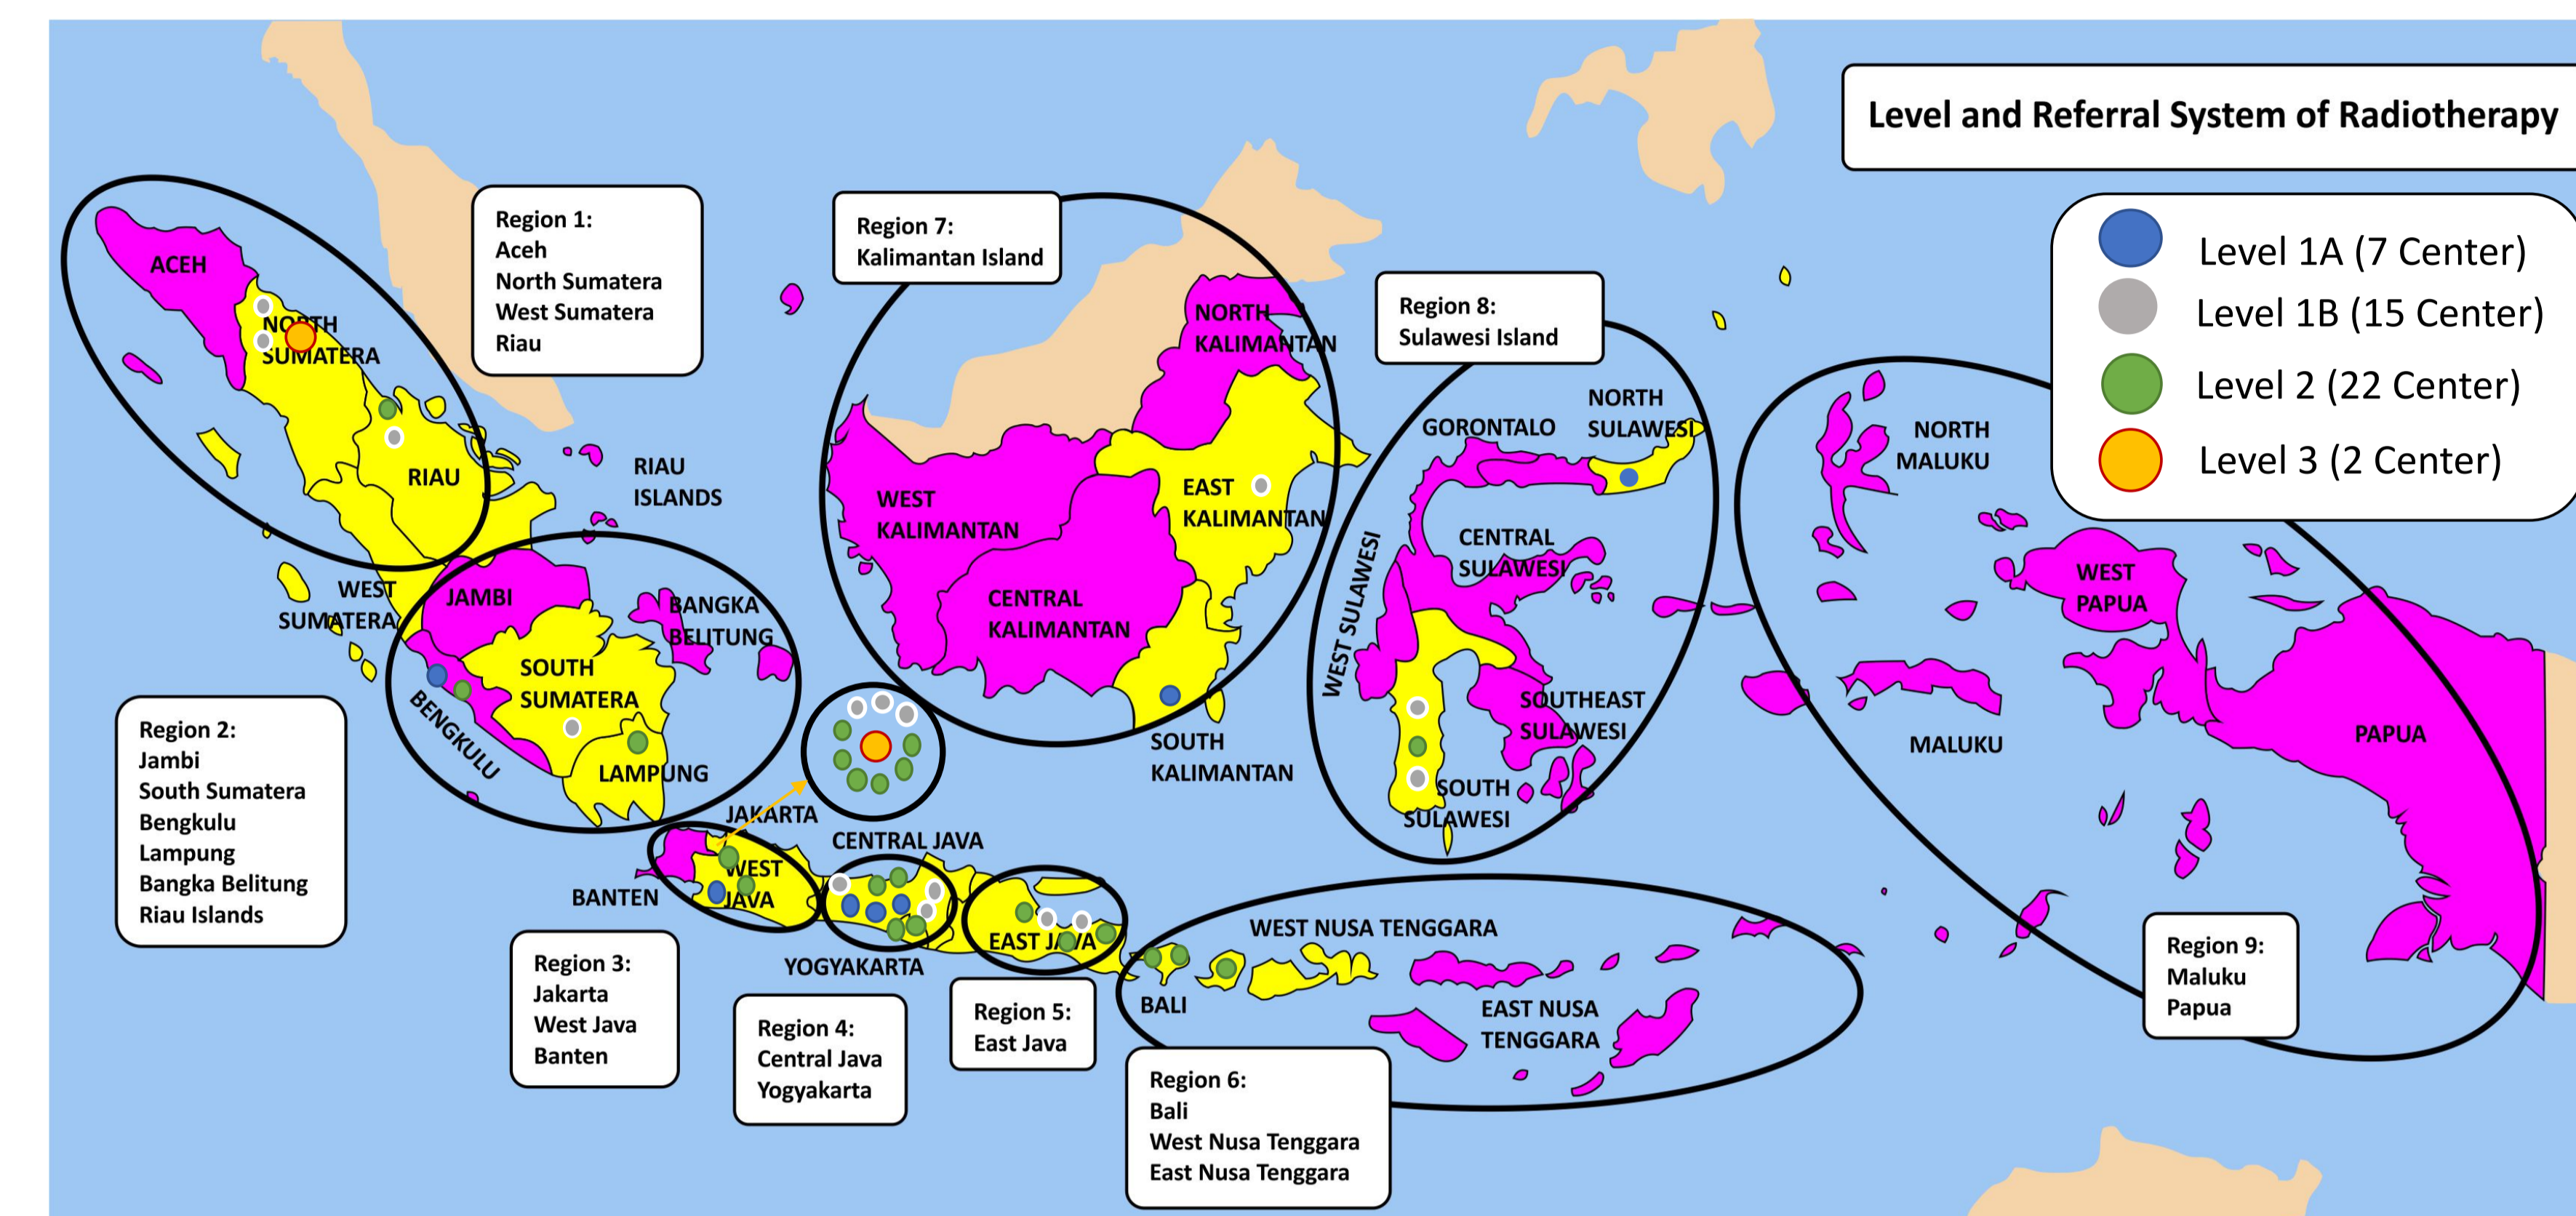 Level and Referral System of Radiotherapy
Level 1A (7 Center)
Level 1B (15 Center)
Level 2 (22 Center)
Level 3 (2 Center)
Region 1:
Aceh
North Sumatera
West Sumatera
Riau
Region 7:
Kalimantan Island
Region 8:
Sulawesi Island
ACEH
NORTH
SUMATERA
RIAU
RIAU
ISLANDS
WEST
SUMATERA
JAMBI
BANGKA
BELITUNG
SOUTH
SUMATERA
BENGKULU
LAMPUNG
NORTH
KALIMANTAN
WEST
KALIMANTAN
EAST
KALIMANTAN
CENTRAL
KALIMANTAN
SOUTH
KALIMANTAN
GORONTALO
NORTH
SULAWESI
CENTRAL
SULAWESI
WEST SULAWESI
SOUTHEAST
SULAWESI
SOUTH
SULAWESI
NORTH
MALUKU
WEST
PAPUA
MALUKU
PAPUA
Region 2:
Jambi
South Sumatera
Bengkulu
Lampung
Bangka Belitung
Riau Islands
JAKARTA
CENTRAL JAVA
BANTEN
WEST
JAVA
YOGYAKARTA
EAST JAVA
BALI
WEST NUSA TENGGARA
EAST NUSA
TENGGARA
Region 3:
Jakarta
West Java
Banten
Region 4:
Central Java
Yogyakarta
Region 5:
East Java
Region 6:
Bali
West Nusa Tenggara
East Nusa Tenggara
Region 9:
Maluku
Papua